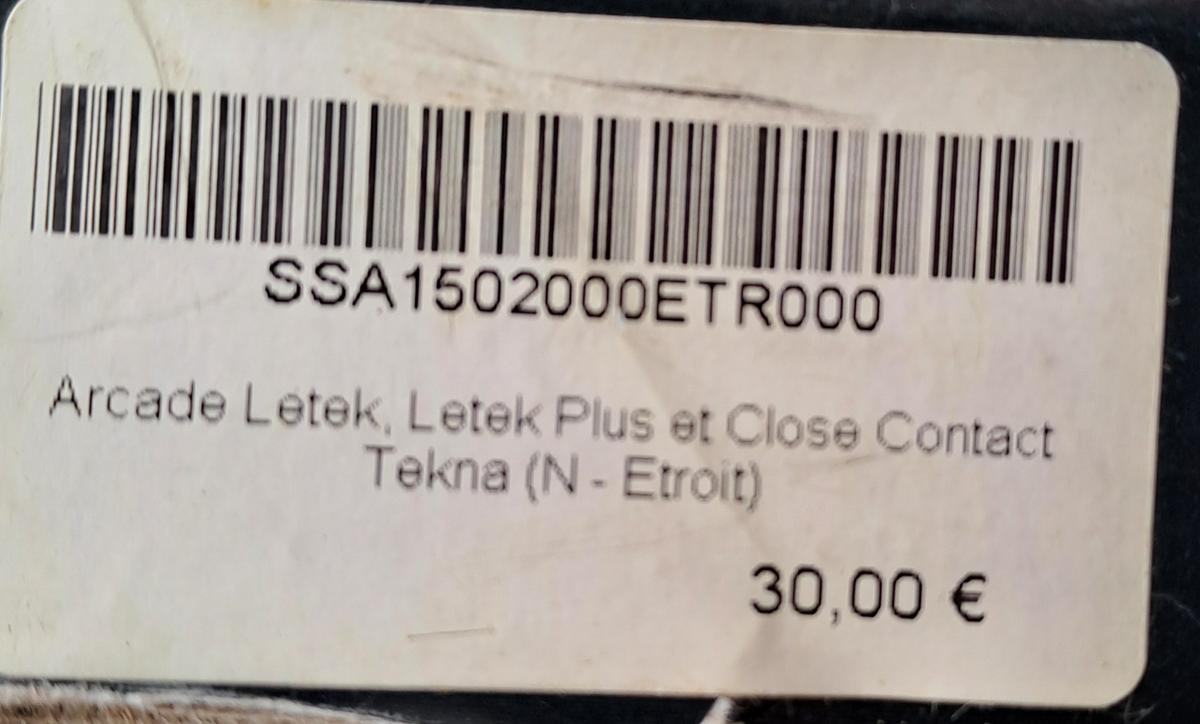 SSA1502000ETR000
Arcade Letek, Letek Plus et Close Contact
Tekna (N - Etroit)
30,00 €